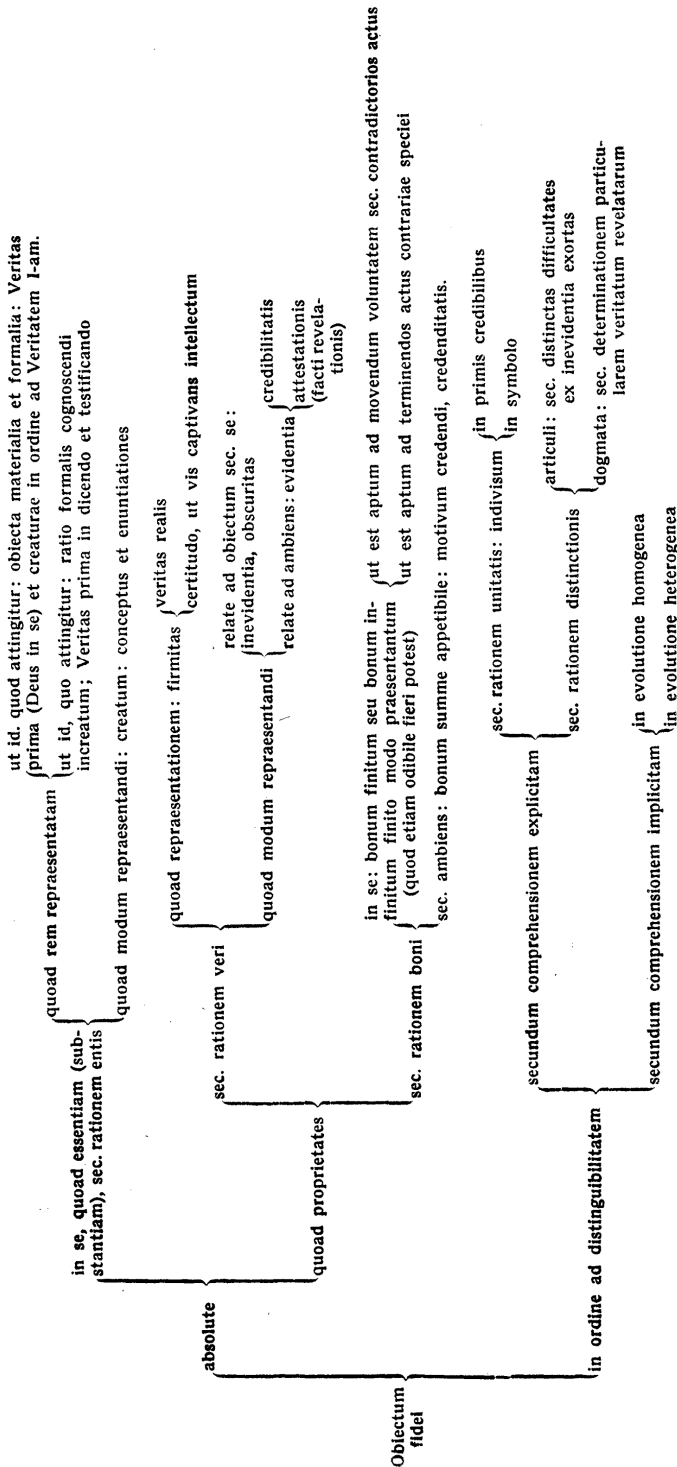 Obiectum
fidei
absolute
in se, quoad essentiam (sub-
stantiam), sec. rationem entis
quoad rem repraesentatam
ut id. quod attingitur: obiecta materialia et formalia: Veritas
prima (Deus in se) et creaturae in ordine ad Veritatem I-am.
ut id, quo attingitur: ratio formalis cognoscendi
increatum; Veritas prima in dicendo et testificando
quoad modum repraesentandi: creatum: conceptus et enuntiationes
quoad proprietates
sec. rationem veri
quoad repraesentationem: firmitas
veritas realis
certitudo, ut vis captivans intellectum
quoad modum repraesentandi
relate ad obiectum sec. se:
inevidentia, obscuritas
relate ad ambiens: evidentia
credibilitatis
attestationis
(facti revela-
tionis)
sec. rationem boni
in se: bonum finitum seu bonum in-
finitum finito modo praesentantum
(quod etiam odibile fieri potest)
ut est aptum ad movendum voluntatem sec. contradictorios actus
ut est aptum ad terminendos actus contrariae speciei
sec. ambiens: bonum summe appetibile: motivum credendi, credenditatis.
in ordine ad distinguibilitatem
secundum comprehensionem explicitam
sec. rationem unitatis: indivisum
in primis credibilibus
in symbolo
sec. rationem distinctionis
articuli: sec. distinctas difficultates
ex inevidentia exortas
dogmata: sec. determinationem particu-
larem veritatum revelatarum
secundum comprehensionem implicitam
in evolutione homogenea
in evolutione heterogenea